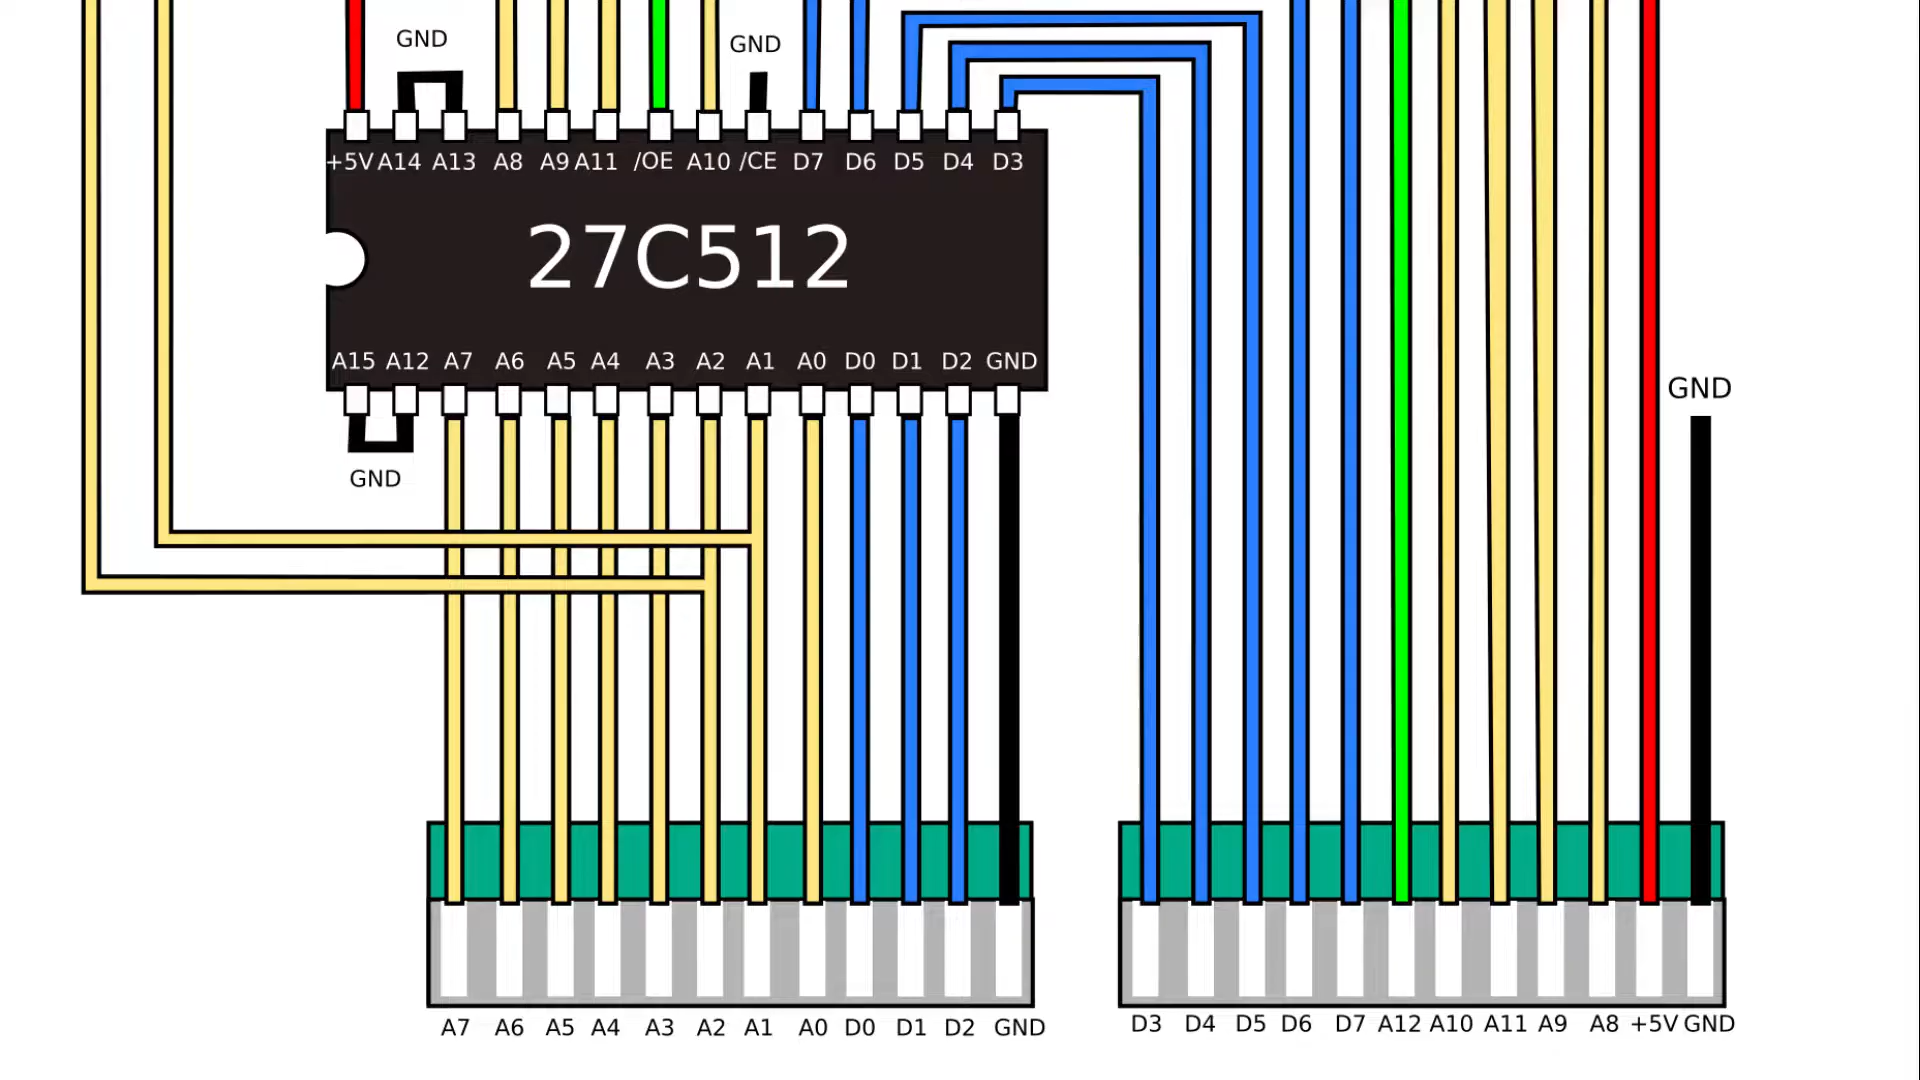 GND
GND
+5V A14 A13 A8 A9 A11 /OE A10 /CE D7 D6 D5 D4 D3
27C512
A15 A12 A7 A6 A5 A4 A3 A2 A1 A0 D0 D1 D2 GND
GND
GND
A7 A6 A5 A4 A3 A2 A1 A0 D0 D1 D2 GND
D3 D4 D5 D6 D7 A12 A10 A11 A9 A8 +5V GND